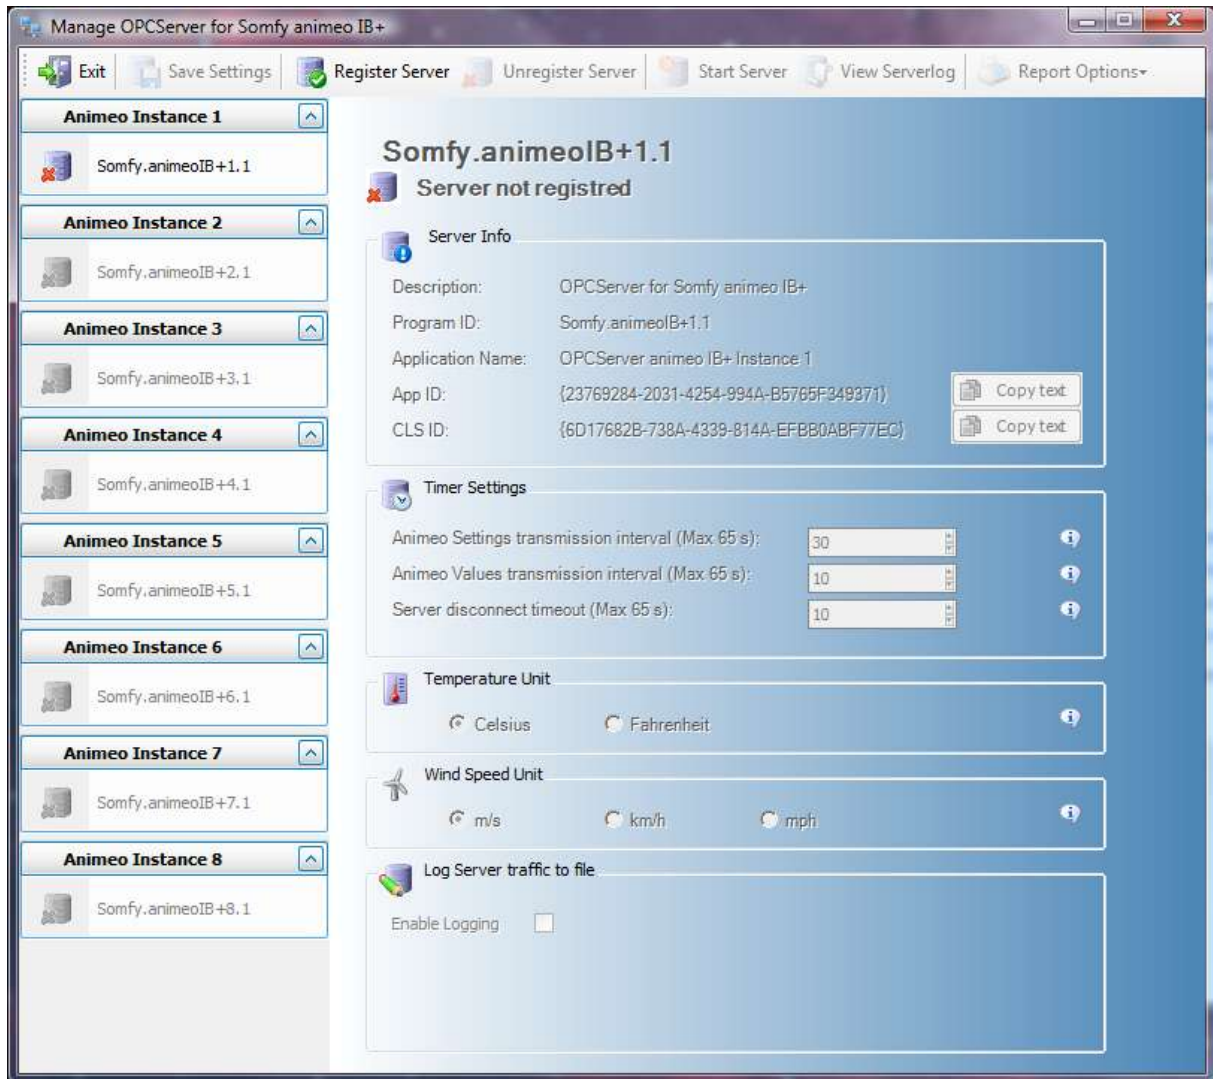 Manage OPCServer for Somfy animeo IB+
Exit Save Settings Register Server Unregister Server Start Server View Serverlog Report Options
Animeo Instance 1
Somfy.animeoIB+1.1
Animeo Instance 2
Somfy.animeoIB+2.1
Animeo Instance 3
Somfy.animeoIB+3.1
Animeo Instance 4
Somfy.animeoIB+4.1
Animeo Instance 5
Somfy.animeoIB+5.1
Animeo Instance 6
Somfy.animeoIB+6.1
Animeo Instance 7
Somfy.animeoIB+7.1
Animeo Instance 8
Somfy.animeoIB+8.1
Somfy.animeoIB+1.1
Server not registred
Server Info
Description: OPCServer for Somfy animeo IB+
Program ID: Somfy.animeoIB+1.1
Application Name: OPCServer animeo IB+ Instance 1
App ID: {23769284-2031-4254-994A-B5765F349371} Copy text
CLS ID: {6D17682B-738A-4339-814A-EFBB0ABF77EC} Copy text
Timer Settings
Animeo Settings transmission interval (Max 65 s): 30
Animeo Values transmission interval (Max 65 s): 10
Server disconnect timeout (Max 65 s): 10
Temperature Unit
Celsius Fahrenheit
Wind Speed Unit
m/s km/h mph
Log Server traffic to file
Enable Logging